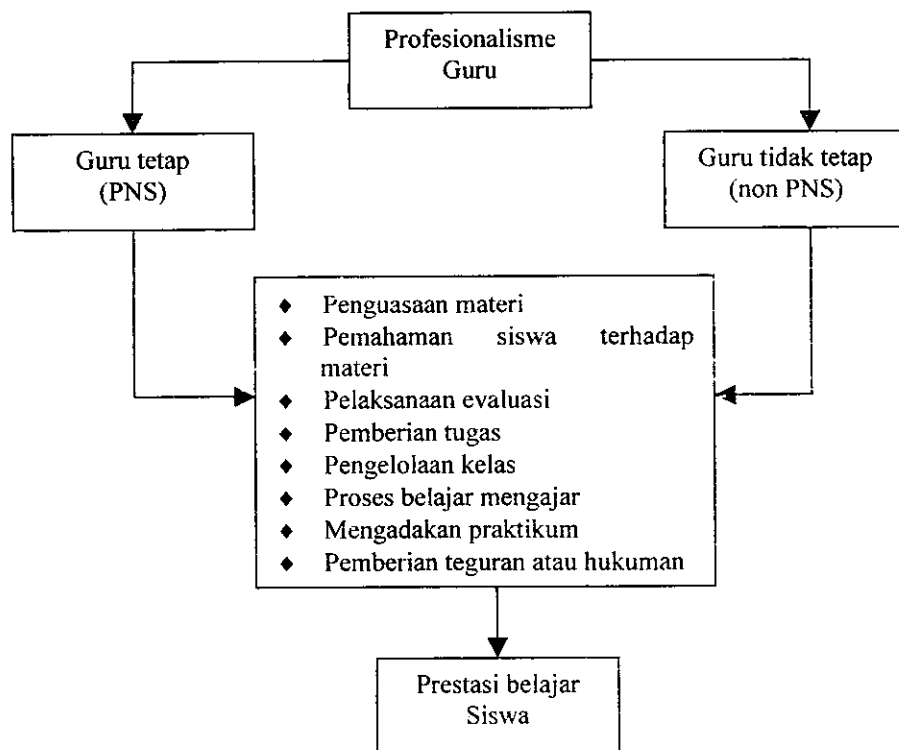 Profesionalisme
Guru
Guru tetap
(PNS)
Guru tidak tetap
(non PNS)
♦ Penguasaan materi
♦ Pemahaman siswa terhadap
materi
♦ Pelaksanaan evaluasi
♦ Pemberian tugas
♦ Pengelolaan kelas
♦ Proses belajar mengajar
♦ Mengadakan praktikum
♦ Pemberian teguran atau hukuman
Prestasi belajar
Siswa